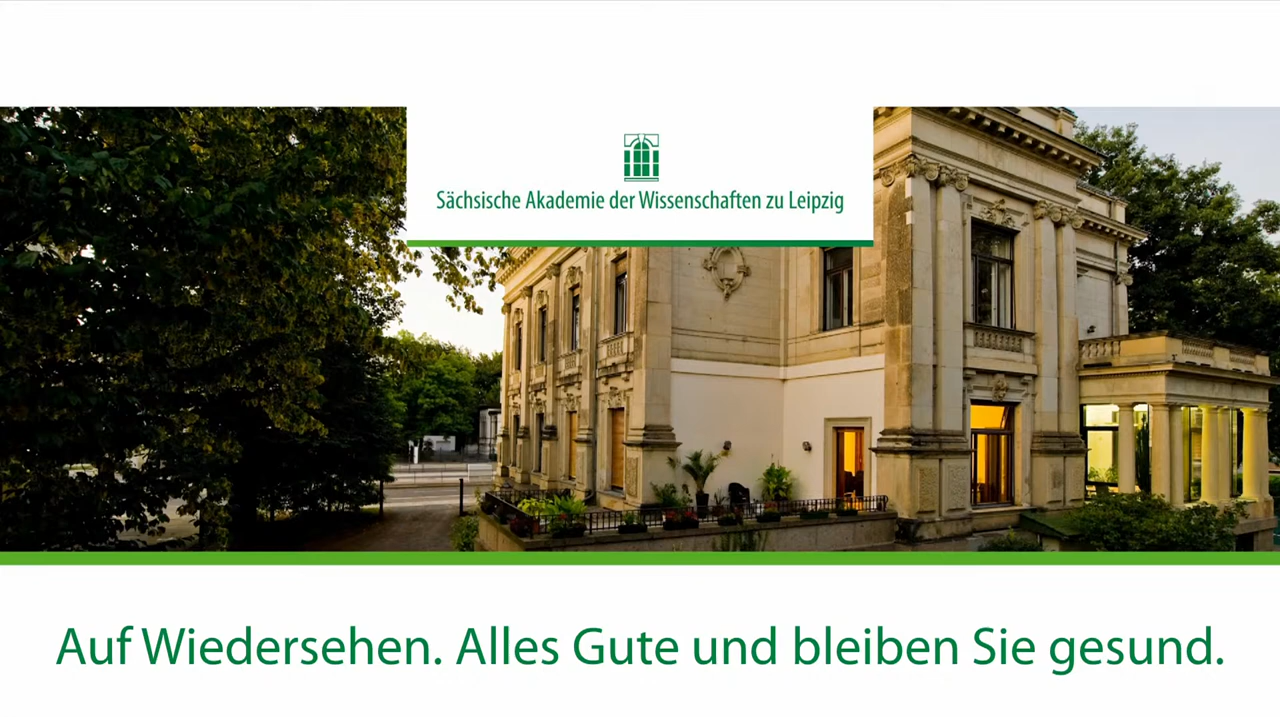 Sächsische Akademie der Wissenschaften zu Leipzig
Auf Wiedersehen. Alles Gute und bleiben Sie gesund.